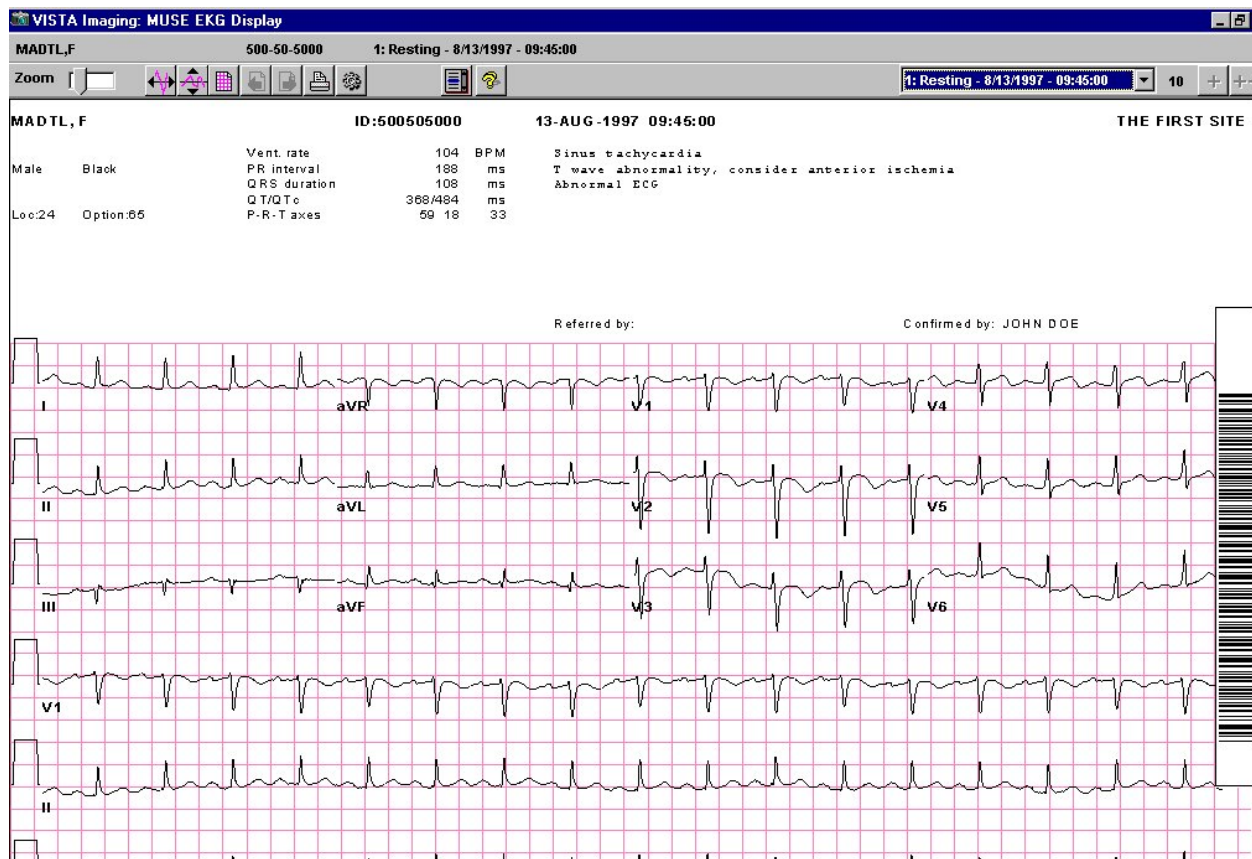 VISTA Imaging: MUSE EKG Display
MADTL,F 500-50-5000 1: Resting - 8/13/1997 - 09:45:00
Zoom 1: Resting - 8/13/1997 - 09:45:00 10
MADTL, F ID:500505000 13-AUG-1997 09:45:00 THE FIRST SITE
Vent. rate 104 BPM Sinus tachycardia
Male Black PR interval 188 ms T wave abnormality, consider anterior ischemia
QRS duration 108 ms Abnormal ECG
QT/QTc 368/484 ms
Loc:24 Option:65 P-R-T axes 59 18 33
Referred by: Confirmed by: JOHN DOE
I aVR V1 V4
II aVL V2 V5
III aVF V3 V6
V1
II